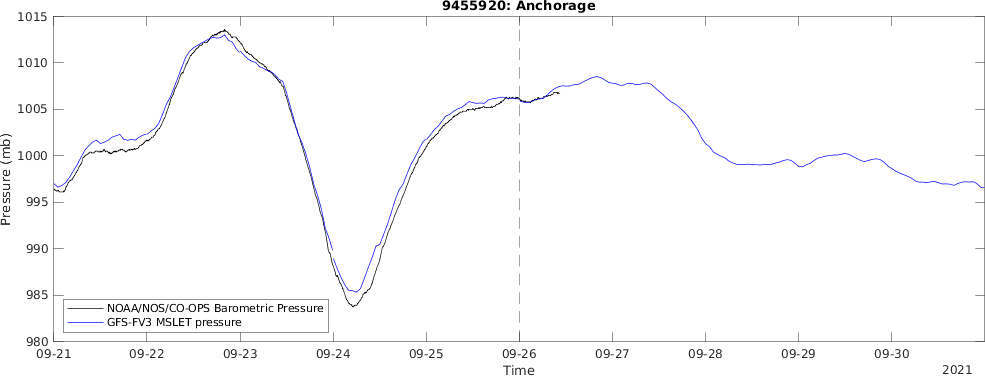 9455920: Anchorage
1015
1010
1005
1000
995
990
985
980
Pressure (mb)
NOAA/NOS/CO-OPS Barometric Pressure
GFS-FV3 MSLET pressure
09-21 09-22 09-23 09-24 09-25 09-26 09-27 09-28 09-29 09-30
Time
2021